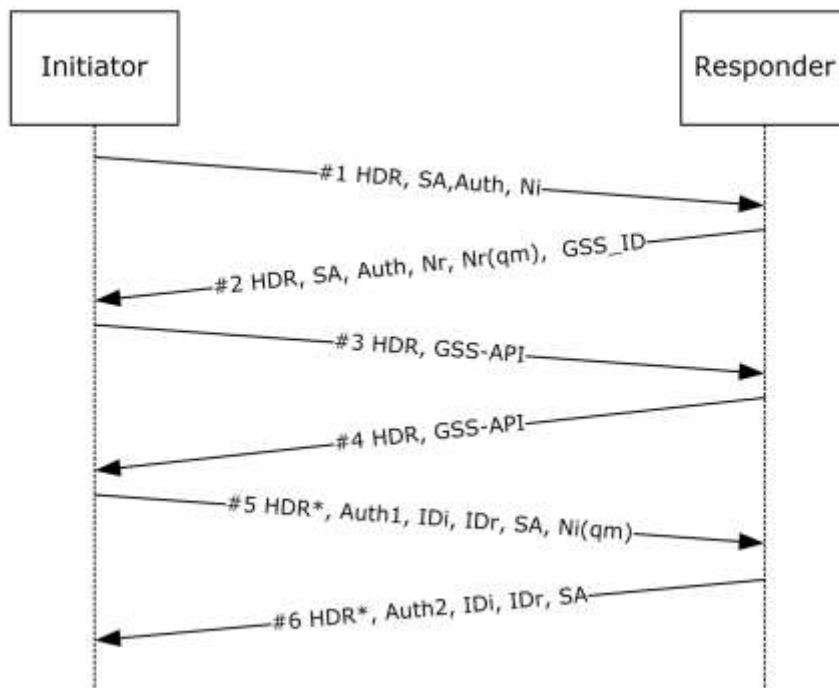 Initiator
Responder
#1 HDR, SA,Auth, Ni
#2 HDR, SA, Auth, Nr, Nr(qm), GSS_ID
#3 HDR, GSS-API
#4 HDR, GSS-API
#5 HDR*, Auth1, IDi, IDr, SA, Ni(qm)
#6 HDR*, Auth2, IDi, IDr, SA